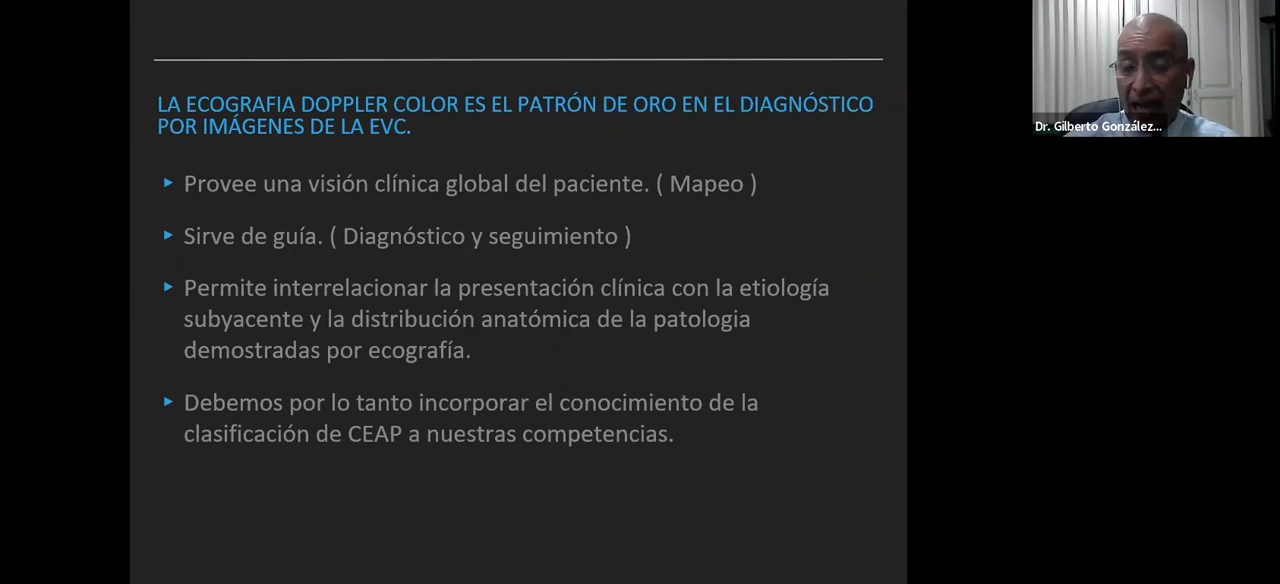 LA ECOGRAFIA DOPPLER COLOR ES EL PATRÓN DE ORO EN EL DIAGNÓSTICO
POR IMÁGENES DE LA EVC.
Provee una visión clínica global del paciente. ( Mapeo )
Sirve de guía. ( Diagnóstico y seguimiento )
Permite interrelacionar la presentación clínica con la etiología
subyacente y la distribución anatómica de la patologia
demostradas por ecografía.
Debemos por lo tanto incorporar el conocimiento de la
clasificación de CEAP a nuestras competencias.
Dr. Gilberto González...